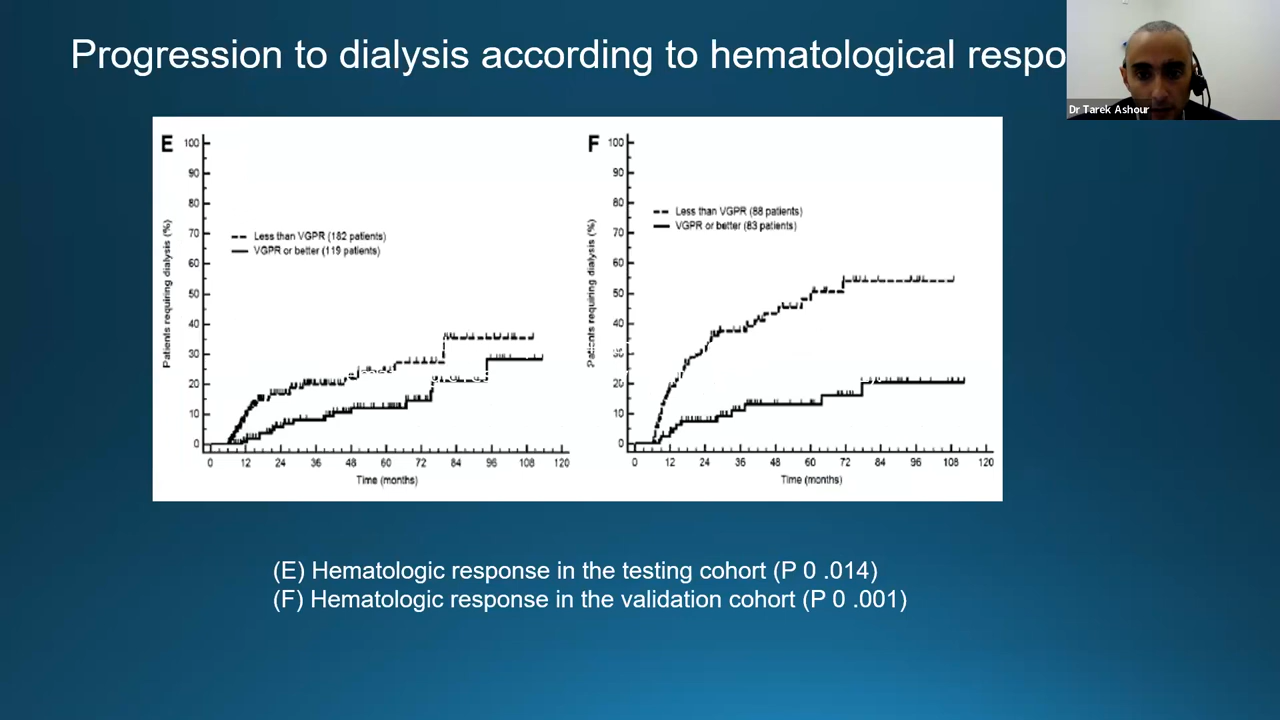 Progression to dialysis according to hematological respo
Dr Tarek Ashour
E
100
90
80
70
60
50
40
30
20
10
0
Patients requiring dialysis (%)
Less than VGPR (182 patients)
VGPR or better (119 patients)
0 12 24 36 48 60 72 84 96 108 120
Time (months)
F
100
90
80
70
60
50
40
30
20
10
0
Patients requiring dialysis (%)
Less than VGPR (88 patients)
VGPR or better (83 patients)
0 12 24 36 48 60 72 84 96 108 120
Time (months)
(E) Hematologic response in the testing cohort (P 0 .014)
(F) Hematologic response in the validation cohort (P 0 .001)